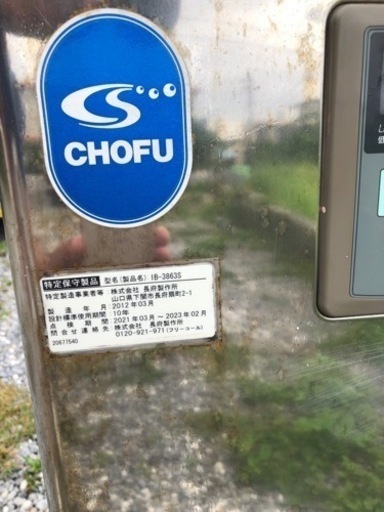 CHOFU
特定保守製品 型名(製品名) IB-3863S
特定製造事業者等 株式会社 長府製作所
山口県下関市長府扇町2-1
製造年月 2012年03月
設計標準使用期間 10年
点検期間 2021年03月 ～ 2023年02月
問合せ連絡先 株式会社 長府製作所
0120-921-971(フリーコール)
20677540